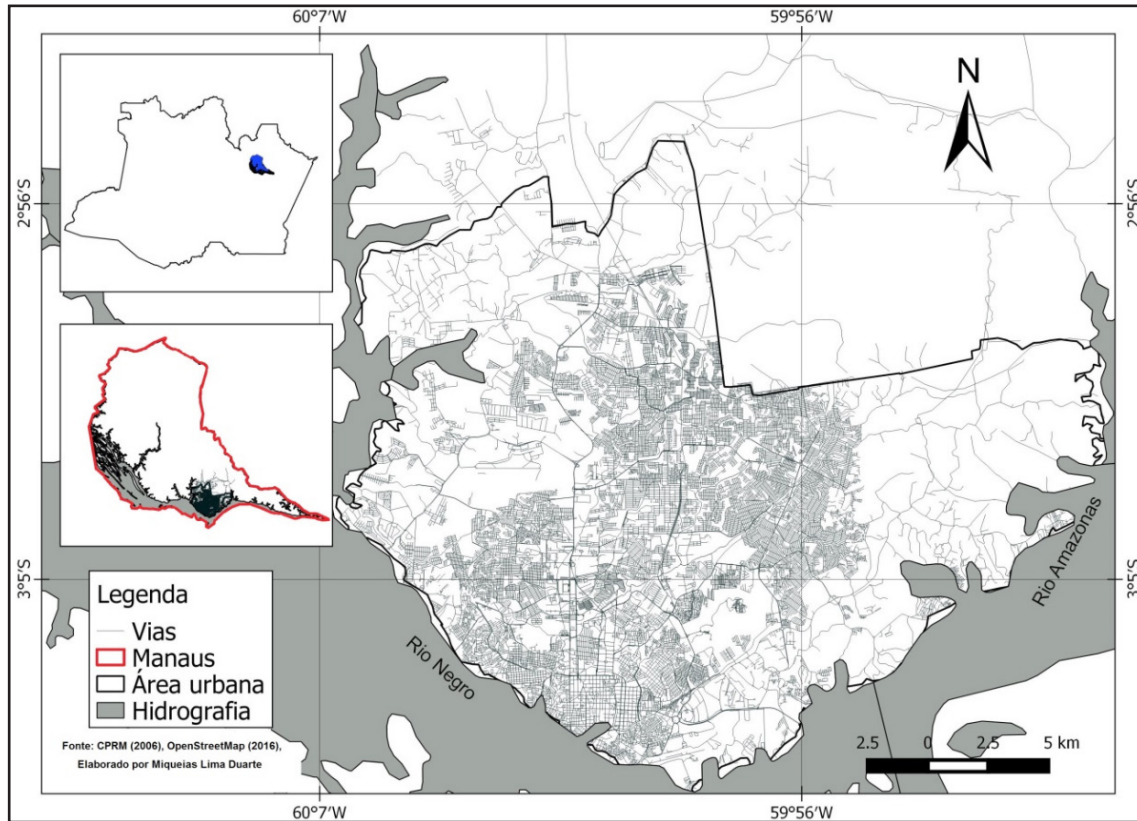 60°7'W
59°56'W
N
2°56'S
2°56'S
3°5'S
3°5'S
Rio Negro
Rio Amazonas
Legenda
Vias
Manaus
Área urbana
Hidrografia
Fonte: CPRM (2006), OpenStreetMap (2016),
Elaborado por Miqueias Lima Duarte
2.5 0 2.5 5 km
60°7'W
59°56'W